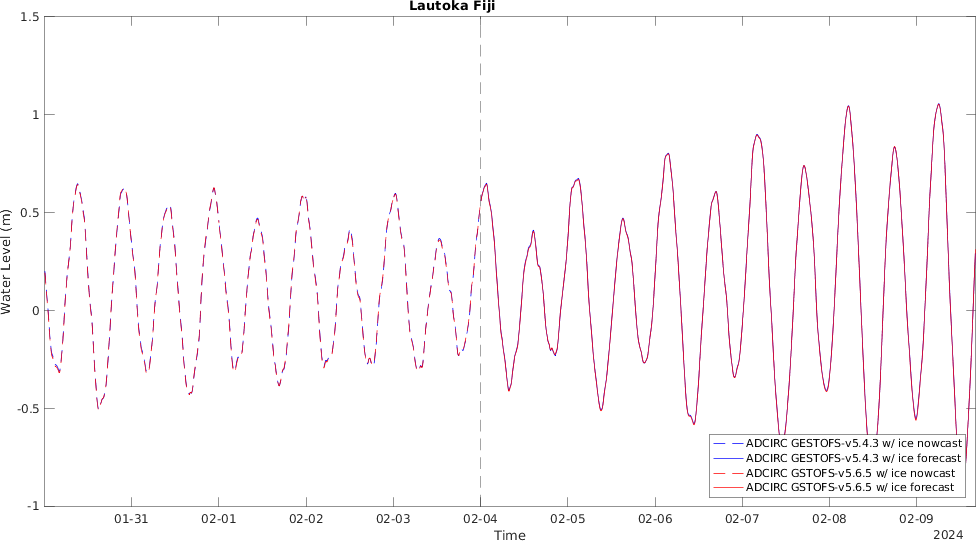 Lautoka Fiji
1.5
1
0.5
0
-0.5
-1
Water Level (m)
01-31
02-01
02-02
02-03
02-04
02-05
02-06
02-07
02-08
02-09
Time
2024
ADCIRC GESTOFS-v5.4.3 w/ ice nowcast
ADCIRC GESTOFS-v5.4.3 w/ ice forecast
ADCIRC GSTOFS-v5.6.5 w/ ice nowcast
ADCIRC GSTOFS-v5.6.5 w/ ice forecast